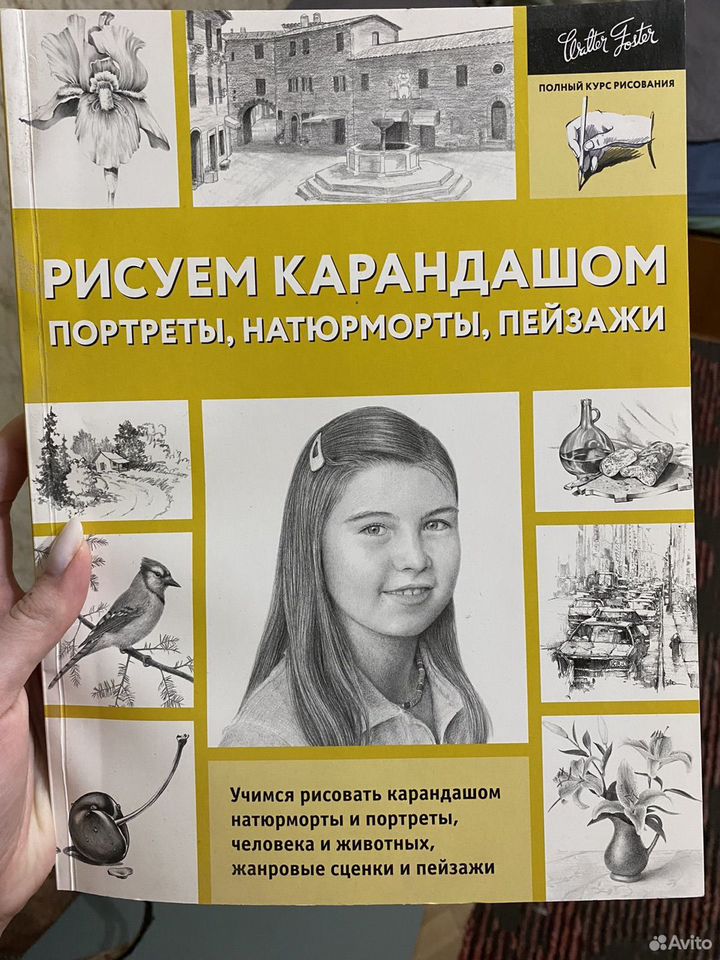 Walter Foster
ПОЛНЫЙ КУРС РИСОВАНИЯ
РИСУЕМ КАРАНДАШОМ
ПОРТРЕТЫ, НАТЮРМОРТЫ, ПЕЙЗАЖИ
Учимся рисовать карандашом
натюрморты и портреты,
человека и животных,
жанровые сценки и пейзажи
Avito